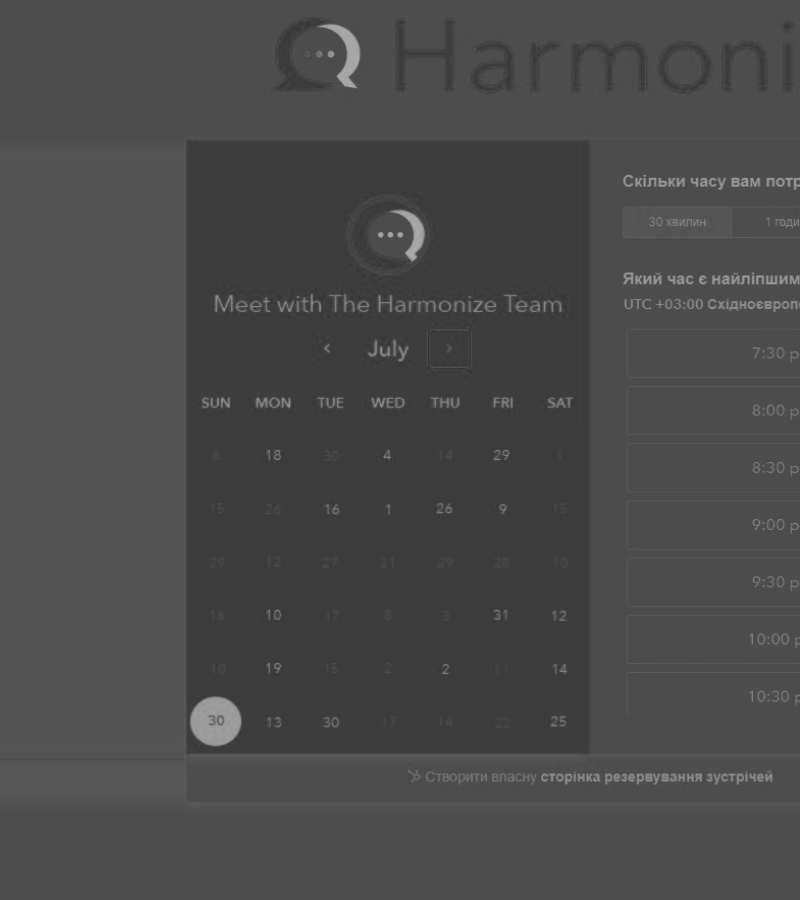 Harmoni
Meet with The Harmonize Team
July
SUN MON TUE WED THU FRI SAT
6 18 30 4 14 29 1
15 26 16 1 26 9 15
29 12 27 21 29 28 10
16 10 17 8 3 31 12
10 19 15 2 2 11 14
30 13 30 17 14 22 25
Скільки часу вам потр
30 хвилин 1 годи
Який час є найліпшим
UTC +03:00 Східноєвропе
7:30 p
8:00 p
8:30 p
9:00 p
9:30 p
10:00 p
10:30 p
Створити власну сторінка резервування зустрічей